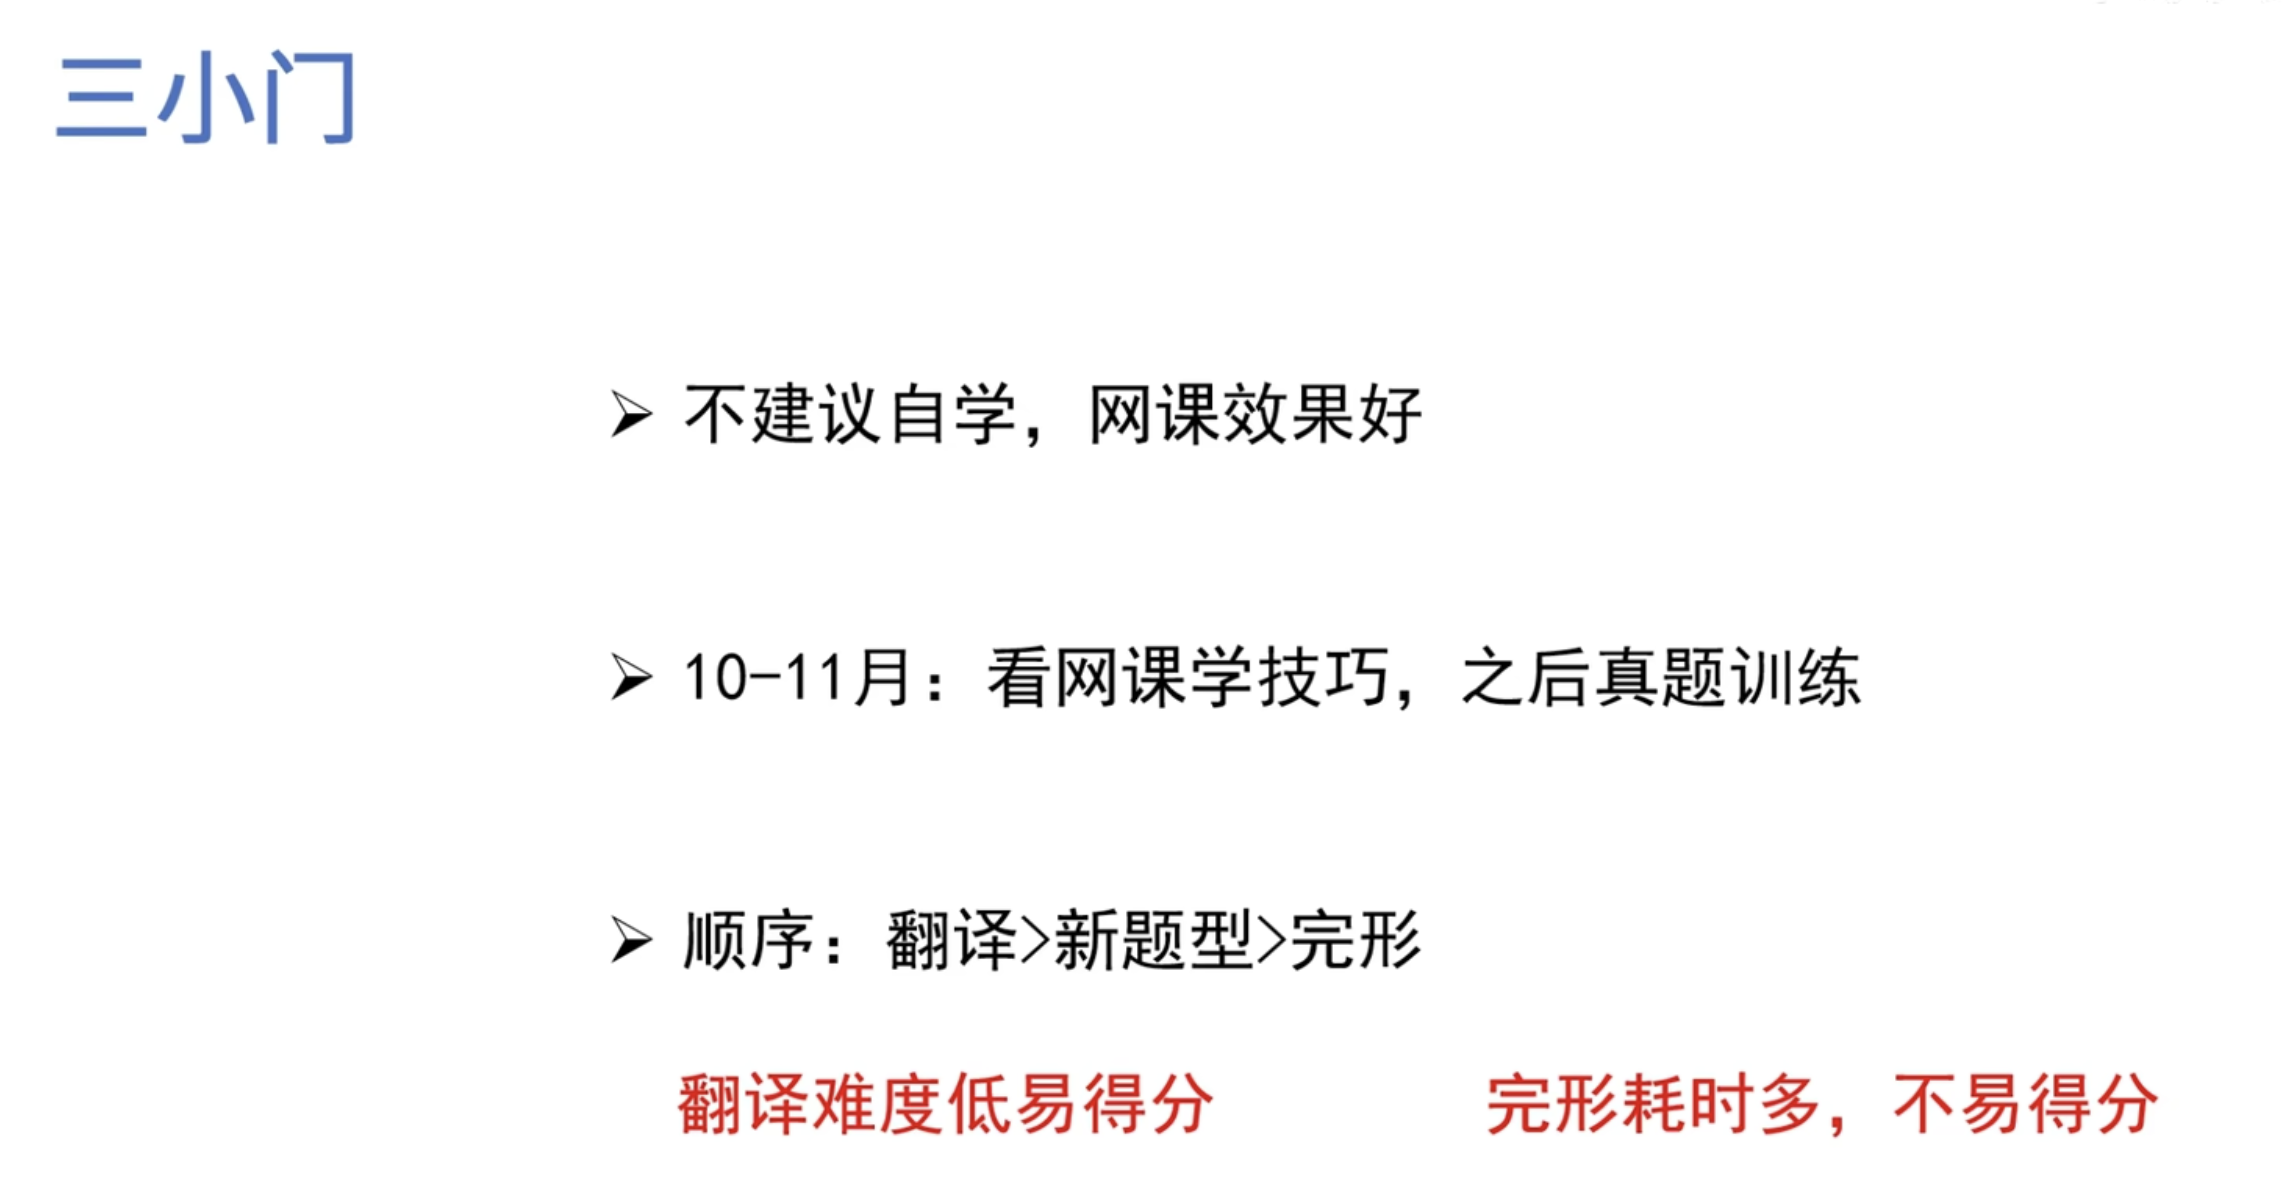 三小门
➢ 不建议自学，网课效果好
➢ 10-11月：看网课学技巧，之后真题训练
➢ 顺序：翻译>新题型>完形
翻译难度低易得分 完形耗时多，不易得分